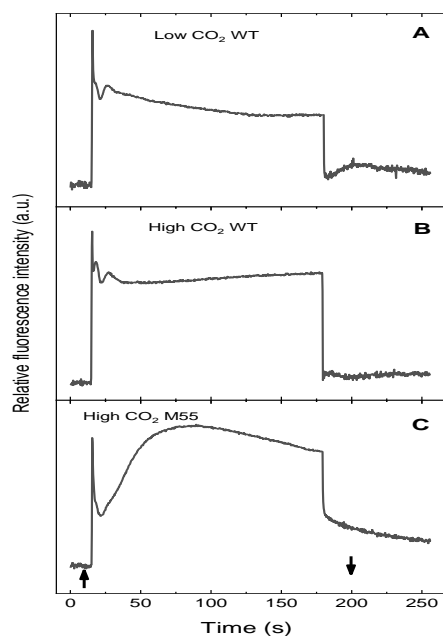 Low CO₂ WT
A
High CO₂ WT
B
High CO₂ M55
C
Relative fluorescence intensity (a.u.)
0 50 100 150 200 250
Time (s)